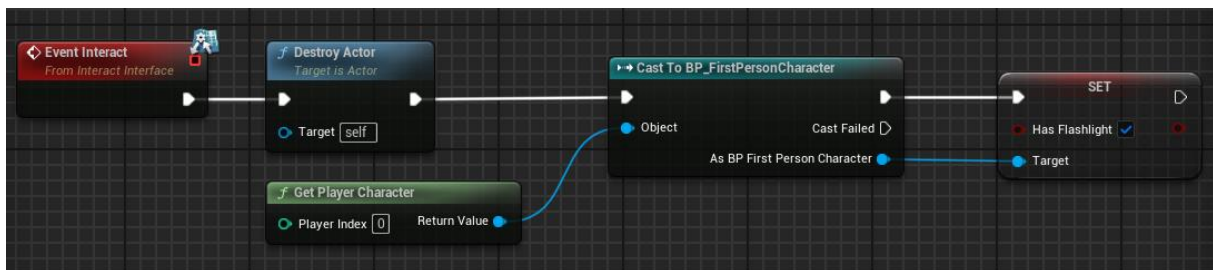 Event Interact
From Interact Interface
f Destroy Actor
Target is Actor
Target self
f Get Player Character
Player Index 0 Return Value
Cast To BP_FirstPersonCharacter
Object Cast Failed
As BP First Person Character
SET
Has Flashlight
Target